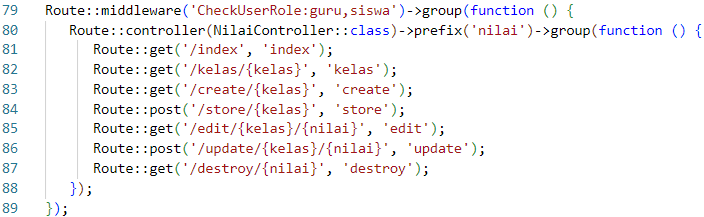 79 Route::middleware('CheckUserRole:guru,siswa')->group(function () {
80 Route::controller(NilaiController::class)->prefix('nilai')->group(function () {
81 Route::get('/index', 'index');
82 Route::get('/kelas/{kelas}', 'kelas');
83 Route::get('/create/{kelas}', 'create');
84 Route::post('/store/{kelas}', 'store');
85 Route::get('/edit/{kelas}/{nilai}', 'edit');
86 Route::post('/update/{kelas}/{nilai}', 'update');
87 Route::get('/destroy/{nilai}', 'destroy');
88 });
89 });